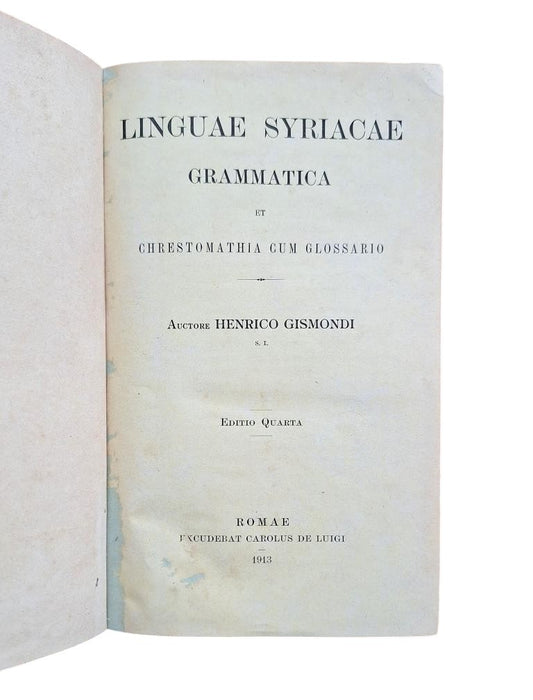 LINGUAE SYRIACAE
GRAMMATICA
ET
CHRESTOMATHIA CUM GLOSSARIO
AUCTORE HENRICO GISMONDI
S. I.
EDITIO QUARTA
ROMAE
EXCUDEBAT CAROLUS DE LUIGI
1913